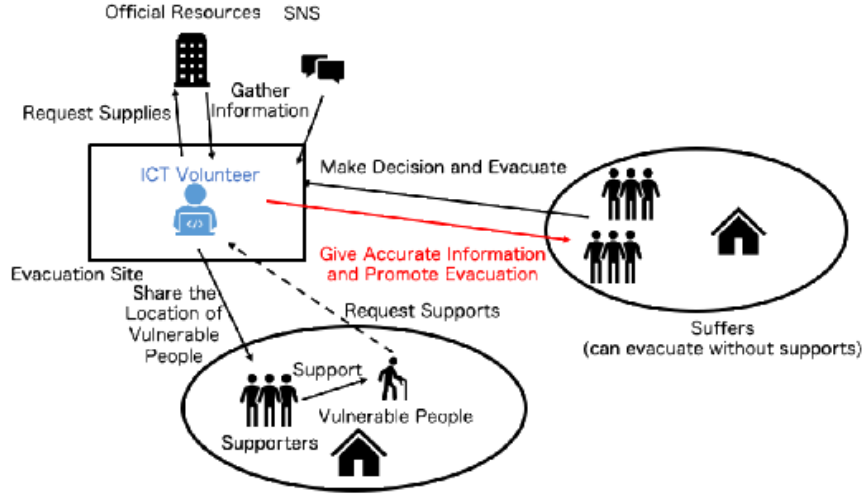 Official Resources
SNS
Gather
Information
Request Supplies
ICT Volunteer
</>
Make Decision and Evacuate
Give Accurate Information
and Promote Evacuation
Evacuation Site
Share the
Location of
Vulnerable
People
Request Supports
Suffers
(can evacuate without supports)
Support
Vulnerable People
Supporters